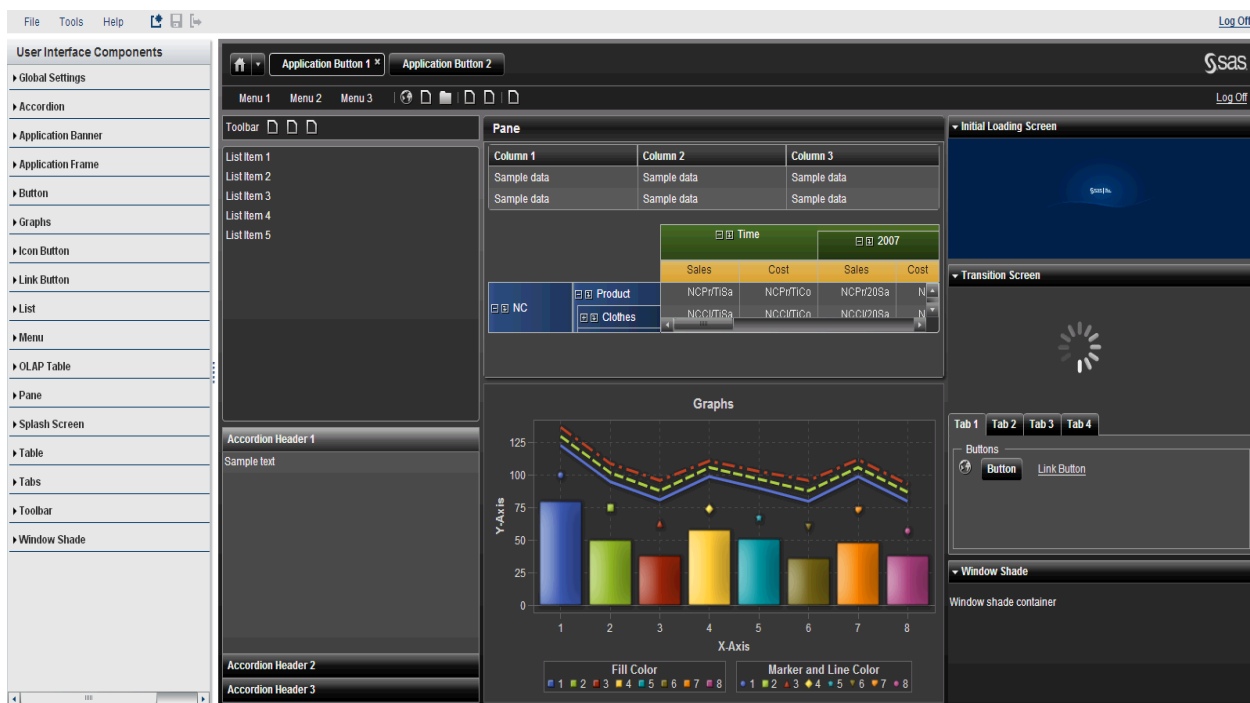 File Tools Help
Log Off
User Interface Components
Global Settings
Accordion
Application Banner
Application Frame
Button
Graphs
Icon Button
Link Button
List
Menu
OLAP Table
Pane
Splash Screen
Table
Tabs
Toolbar
Window Shade
Application Button 1 × Application Button 2
sas
Menu 1 Menu 2 Menu 3
Log Off
Toolbar
List Item 1
List Item 2
List Item 3
List Item 4
List Item 5
Accordion Header 1
Sample text
Accordion Header 2
Accordion Header 3
Pane
Column 1 Column 2 Column 3
Sample data Sample data Sample data
Sample data Sample data Sample data
Time 2007
Sales Cost Sales Cost
NC Product NCPr/TiSa NCPr/TiCo NCPr/20Sa N
Clothes NCCl/TiSa NCCl/TiCo NCCl/20Sa N
Graphs
125
100
75
50
25
0
Y-Axis
1 2 3 4 5 6 7 8
X-Axis
Fill Color
1 2 3 4 5 6 7 8
Marker and Line Color
1 2 3 4 5 6 7 8
Initial Loading Screen
Transition Screen
Tab 1 Tab 2 Tab 3 Tab 4
Buttons
Button Link Button
Window Shade
Window shade container